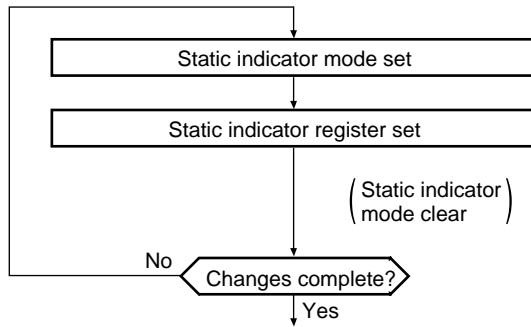 Static indicator mode set
Static indicator register set
(Static indicator
mode clear)
No
Changes complete?
Yes